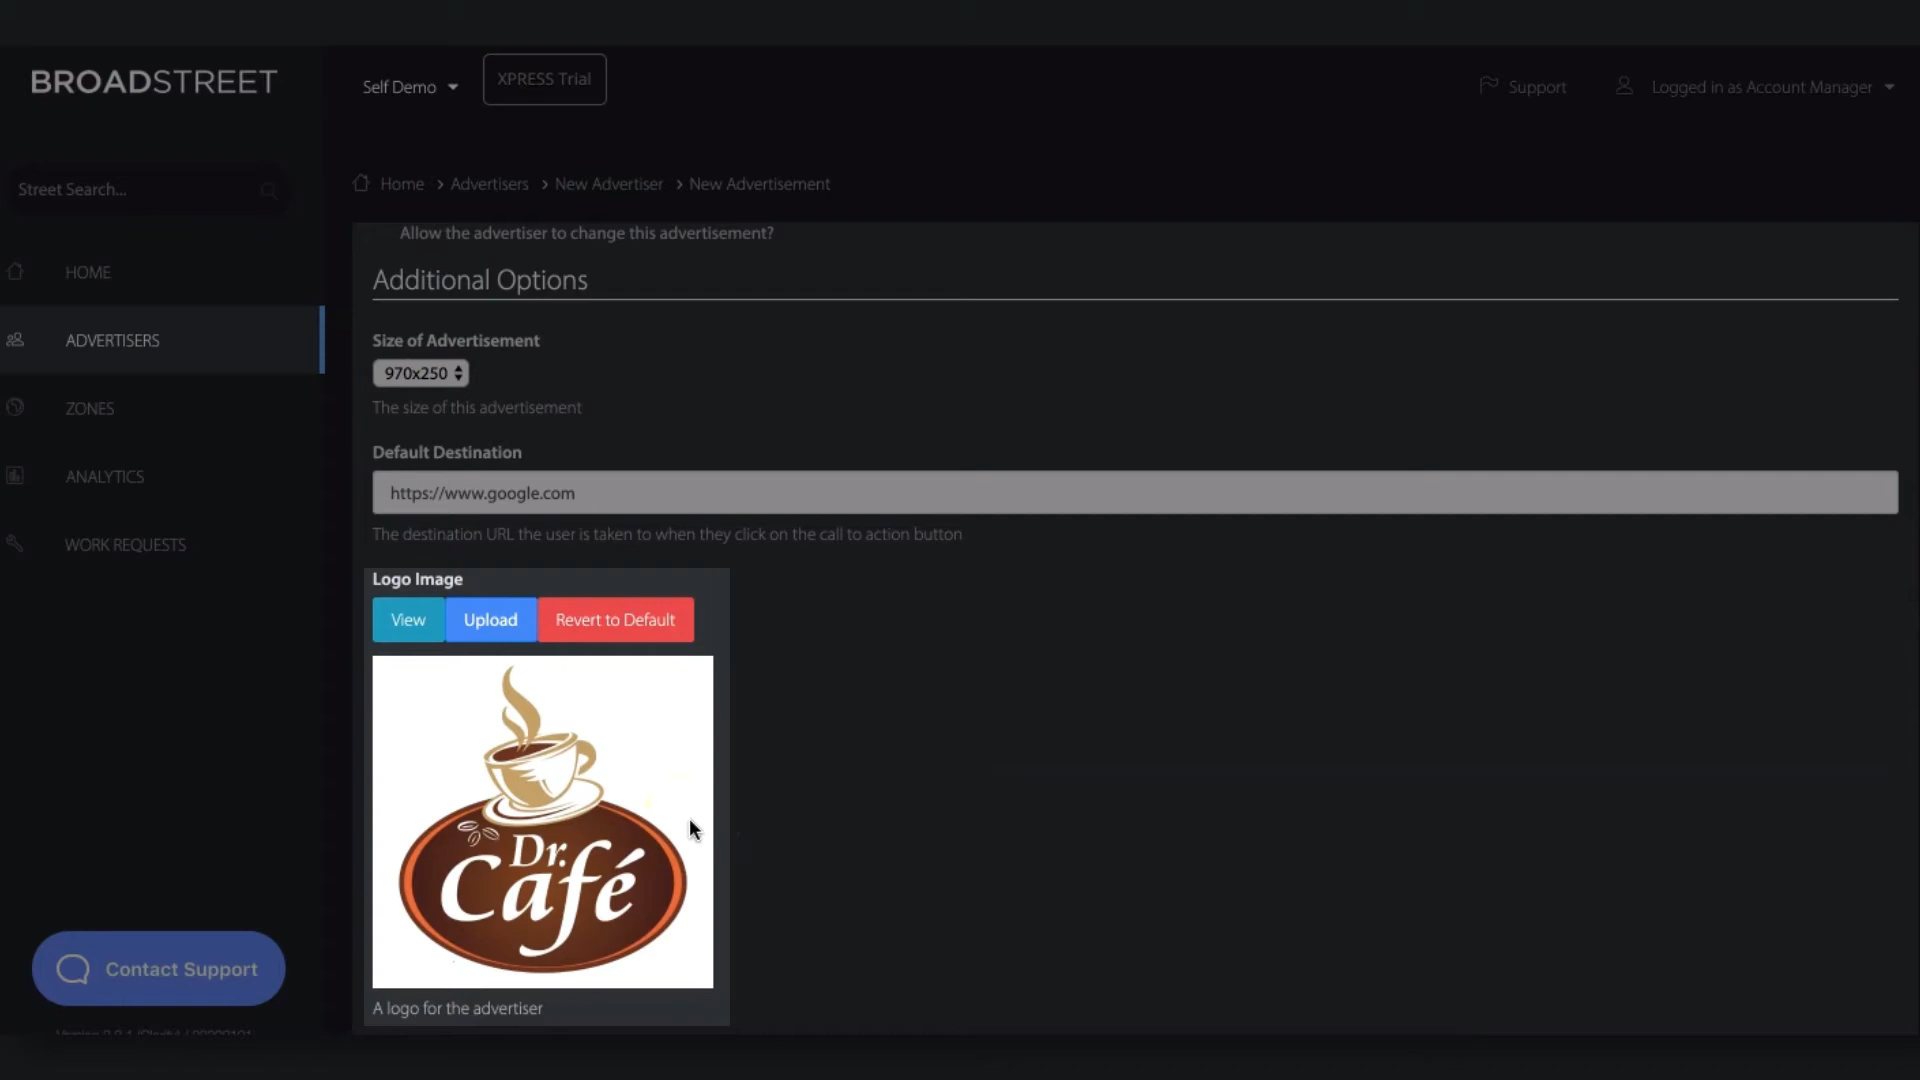 BROADSTREET
Self Demo
XPRESS Trial
Support
Logged in as Account Manager
Street Search...
Home > Advertisers > New Advertiser > New Advertisement
Allow the advertiser to change this advertisement?
Additional Options
HOME
ADVERTISERS
ZONES
ANALYTICS
WORK REQUESTS
Size of Advertisement
970x250
The size of this advertisement
Default Destination
https://www.google.com
The destination URL the user is taken to when they click on the call to action button
Logo Image
View
Upload
Revert to Default
Dr.
Café
A logo for the advertiser
Contact Support